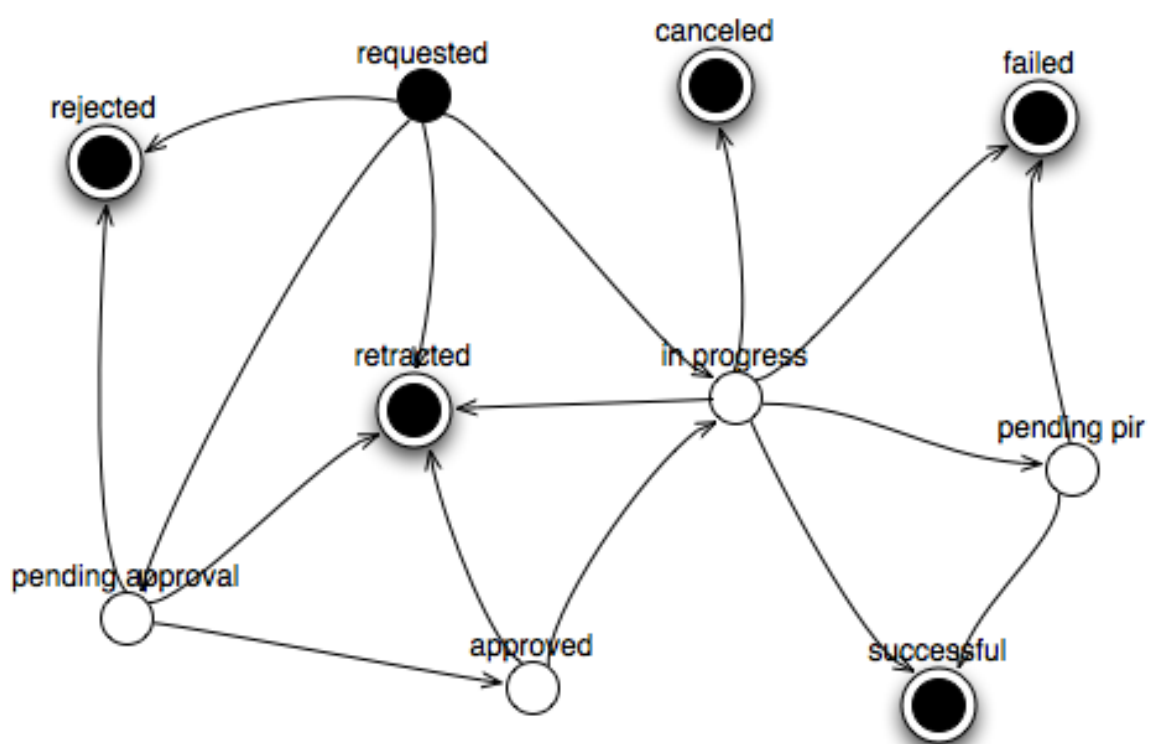 canceled
requested
failed
rejected
retracted
in progress
pending pir
pending approval
approved
successful